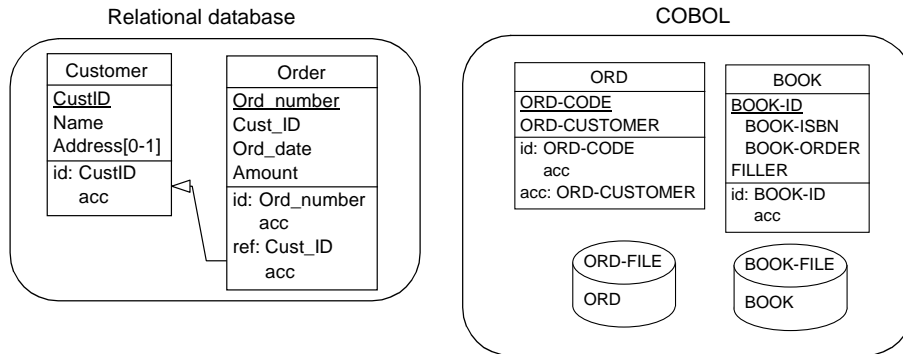 Relational database
Customer
CustID
Name
Address[0-1]
id: CustID
acc
Order
Ord_number
Cust_ID
Ord_date
Amount
id: Ord_number
acc
ref: Cust_ID
acc
COBOL
ORD
ORD-CODE
ORD-CUSTOMER
id: ORD-CODE
acc
acc: ORD-CUSTOMER
BOOK
BOOK-ID
BOOK-ISBN
BOOK-ORDER
FILLER
id: BOOK-ID
acc
ORD-FILE
ORD
BOOK-FILE
BOOK